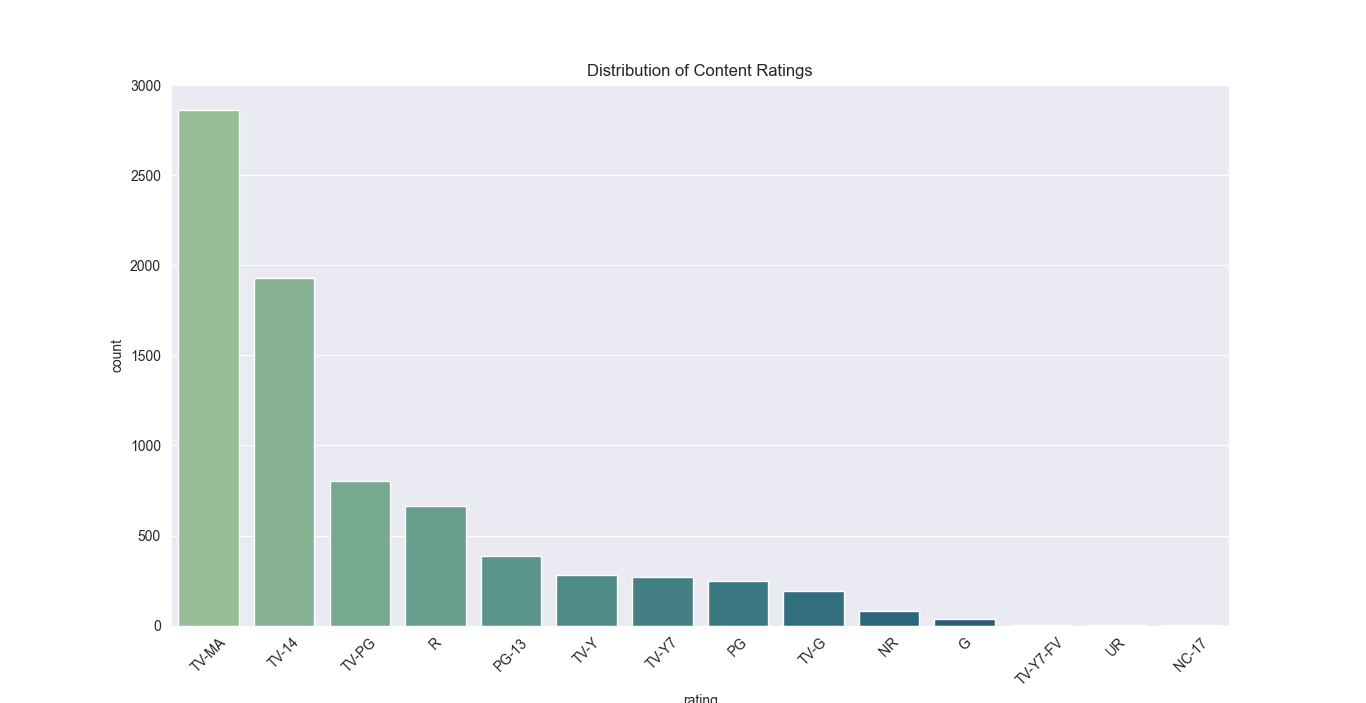 Distribution of Content Ratings
3000
2500
2000
1500
1000
500
0
count
TV-MA
TV-14
TV-PG
R
PG-13
TV-Y
TV-Y7
PG
TV-G
NR
G
TV-Y7-FV
UR
NC-17
rating